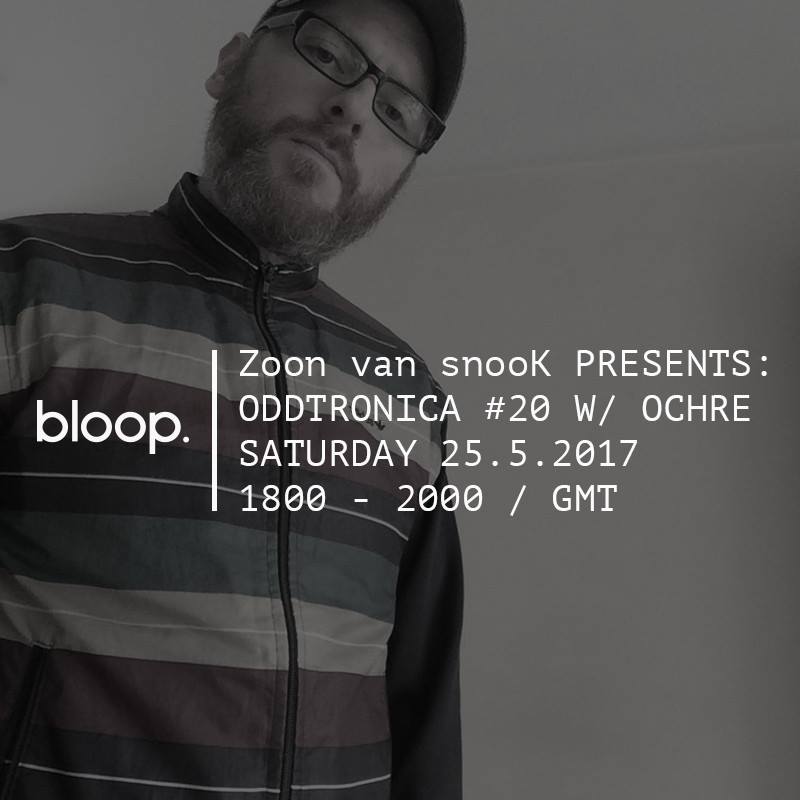 bloop.
Zoon van snooK PRESENTS:
ODDTRONICA #20 W/ OCHRE
SATURDAY 25.5.2017
1800 - 2000 / GMT